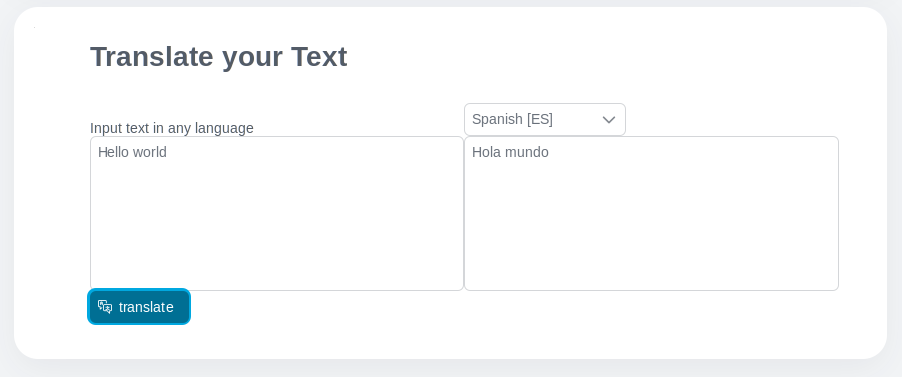 Translate your Text
Input text in any language
Spanish [ES]
Hello world
Hola mundo
translate